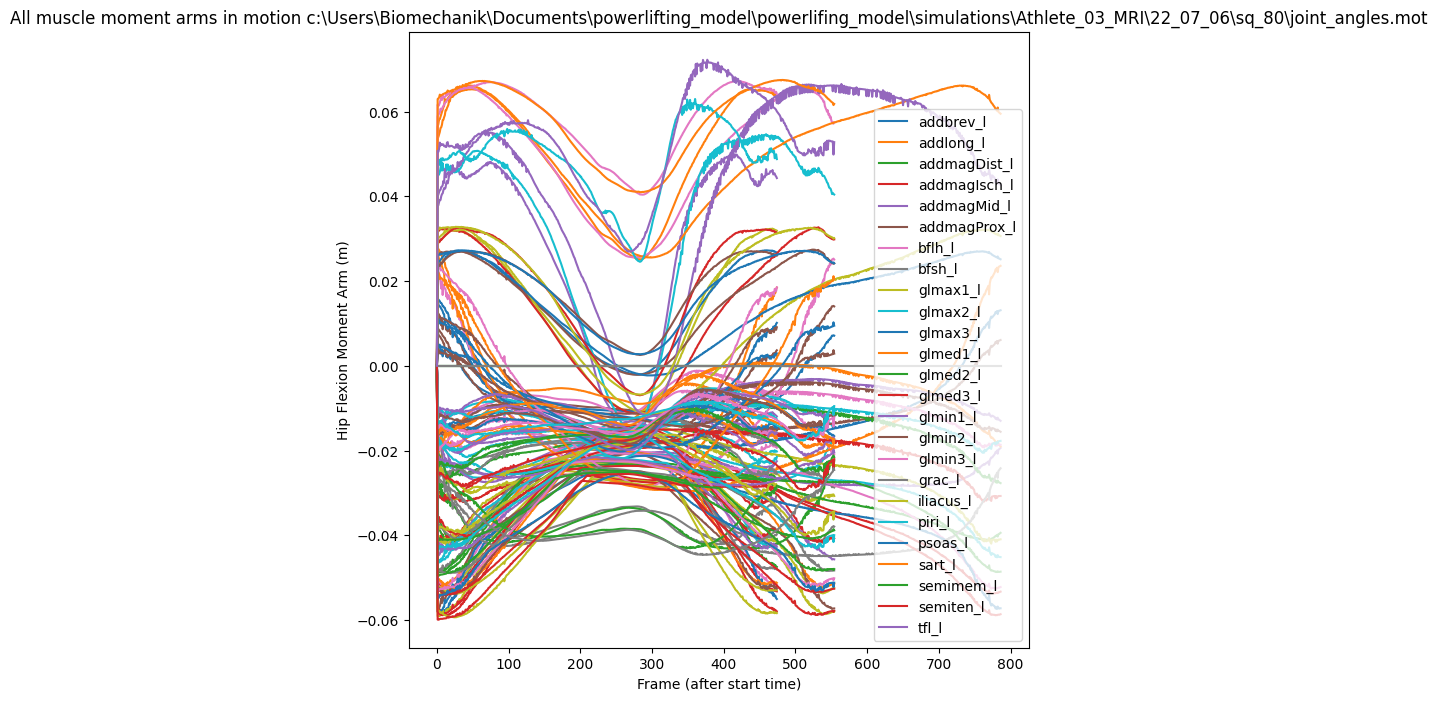 All muscle moment arms in motion c:\Users\Biomechanik\Documents\powerlifting_model\powerlifing_model\simulations\Athlete_03_MRI\22_07_06\sq_80\joint_angles.mot
Hip Flexion Moment Arm (m)
0.06
0.04
0.02
0.00
−0.02
−0.04
−0.06
addbrev_l
addlong_l
addmagDist_l
addmagIsch_l
addmagMid_l
addmagProx_l
bflh_l
bfsh_l
glmax1_l
glmax2_l
glmax3_l
glmed1_l
glmed2_l
glmed3_l
glmin1_l
glmin2_l
glmin3_l
grac_l
iliacus_l
piri_l
psoas_l
sart_l
semimem_l
semiten_l
tfl_l
0 100 200 300 400 500 600 700 800
Frame (after start time)